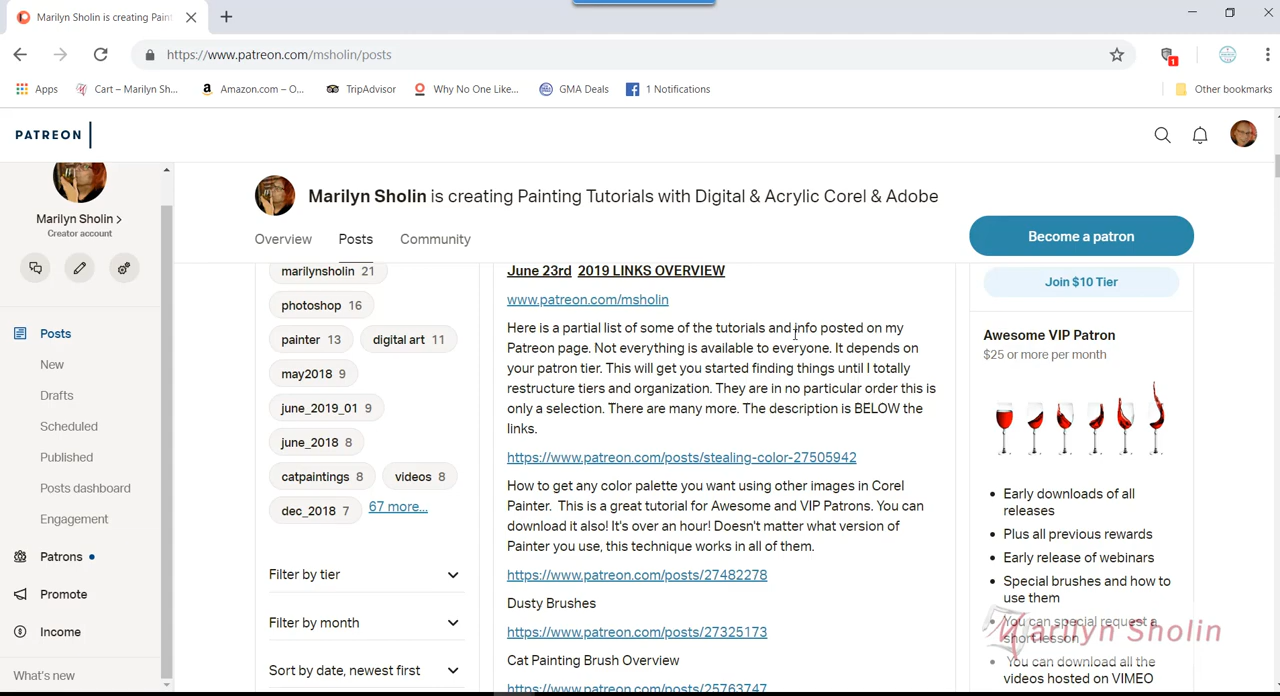 Marilyn Sholin is creating Paint
https://www.patreon.com/msholin/posts
1
Apps
Cart – Marilyn Sh...
Amazon.com – O...
TripAdvisor
Why No One Like...
GMA Deals
1 Notifications
Other bookmarks
PATREON
Marilyn Sholin >
Creator account
Posts
New
Drafts
Scheduled
Published
Posts dashboard
Engagement
Patrons
Promote
Income
What's new
Marilyn Sholin is creating Painting Tutorials with Digital & Acrylic Corel & Adobe
Overview
Posts
Community
Become a patron
marilynsholin 21
photoshop 16
painter 13
digital art 11
may2018 9
june_2019_01 9
june_2018 8
catpaintings 8
videos 8
dec_2018 7
67 more...
Filter by tier
Filter by month
Sort by date, newest first
June 23rd 2019 LINKS OVERVIEW
www.patreon.com/msholin
Here is a partial list of some of the tutorials and info posted on my
Patreon page. Not everything is available to everyone. It depends on
your patron tier. This will get you started finding things until I totally
restructure tiers and organization. They are in no particular order this is
only a selection. There are many more. The description is BELOW the
links.
https://www.patreon.com/posts/stealing-color-27505942
How to get any color palette you want using other images in Corel
Painter. This is a great tutorial for Awesome and VIP Patrons. You can
download it also! It's over an hour! Doesn't matter what version of
Painter you use, this technique works in all of them.
https://www.patreon.com/posts/27482278
Dusty Brushes
https://www.patreon.com/posts/27325173
Cat Painting Brush Overview
https://www.patreon.com/posts/25763747
Join $10 Tier
Awesome VIP Patron
$25 or more per month
Early downloads of all
releases
Plus all previous rewards
Early release of webinars
Special brushes and how to
use them
You can special request a
short lesson
You can download all the
videos hosted on VIMEO
Marilyn Sholin